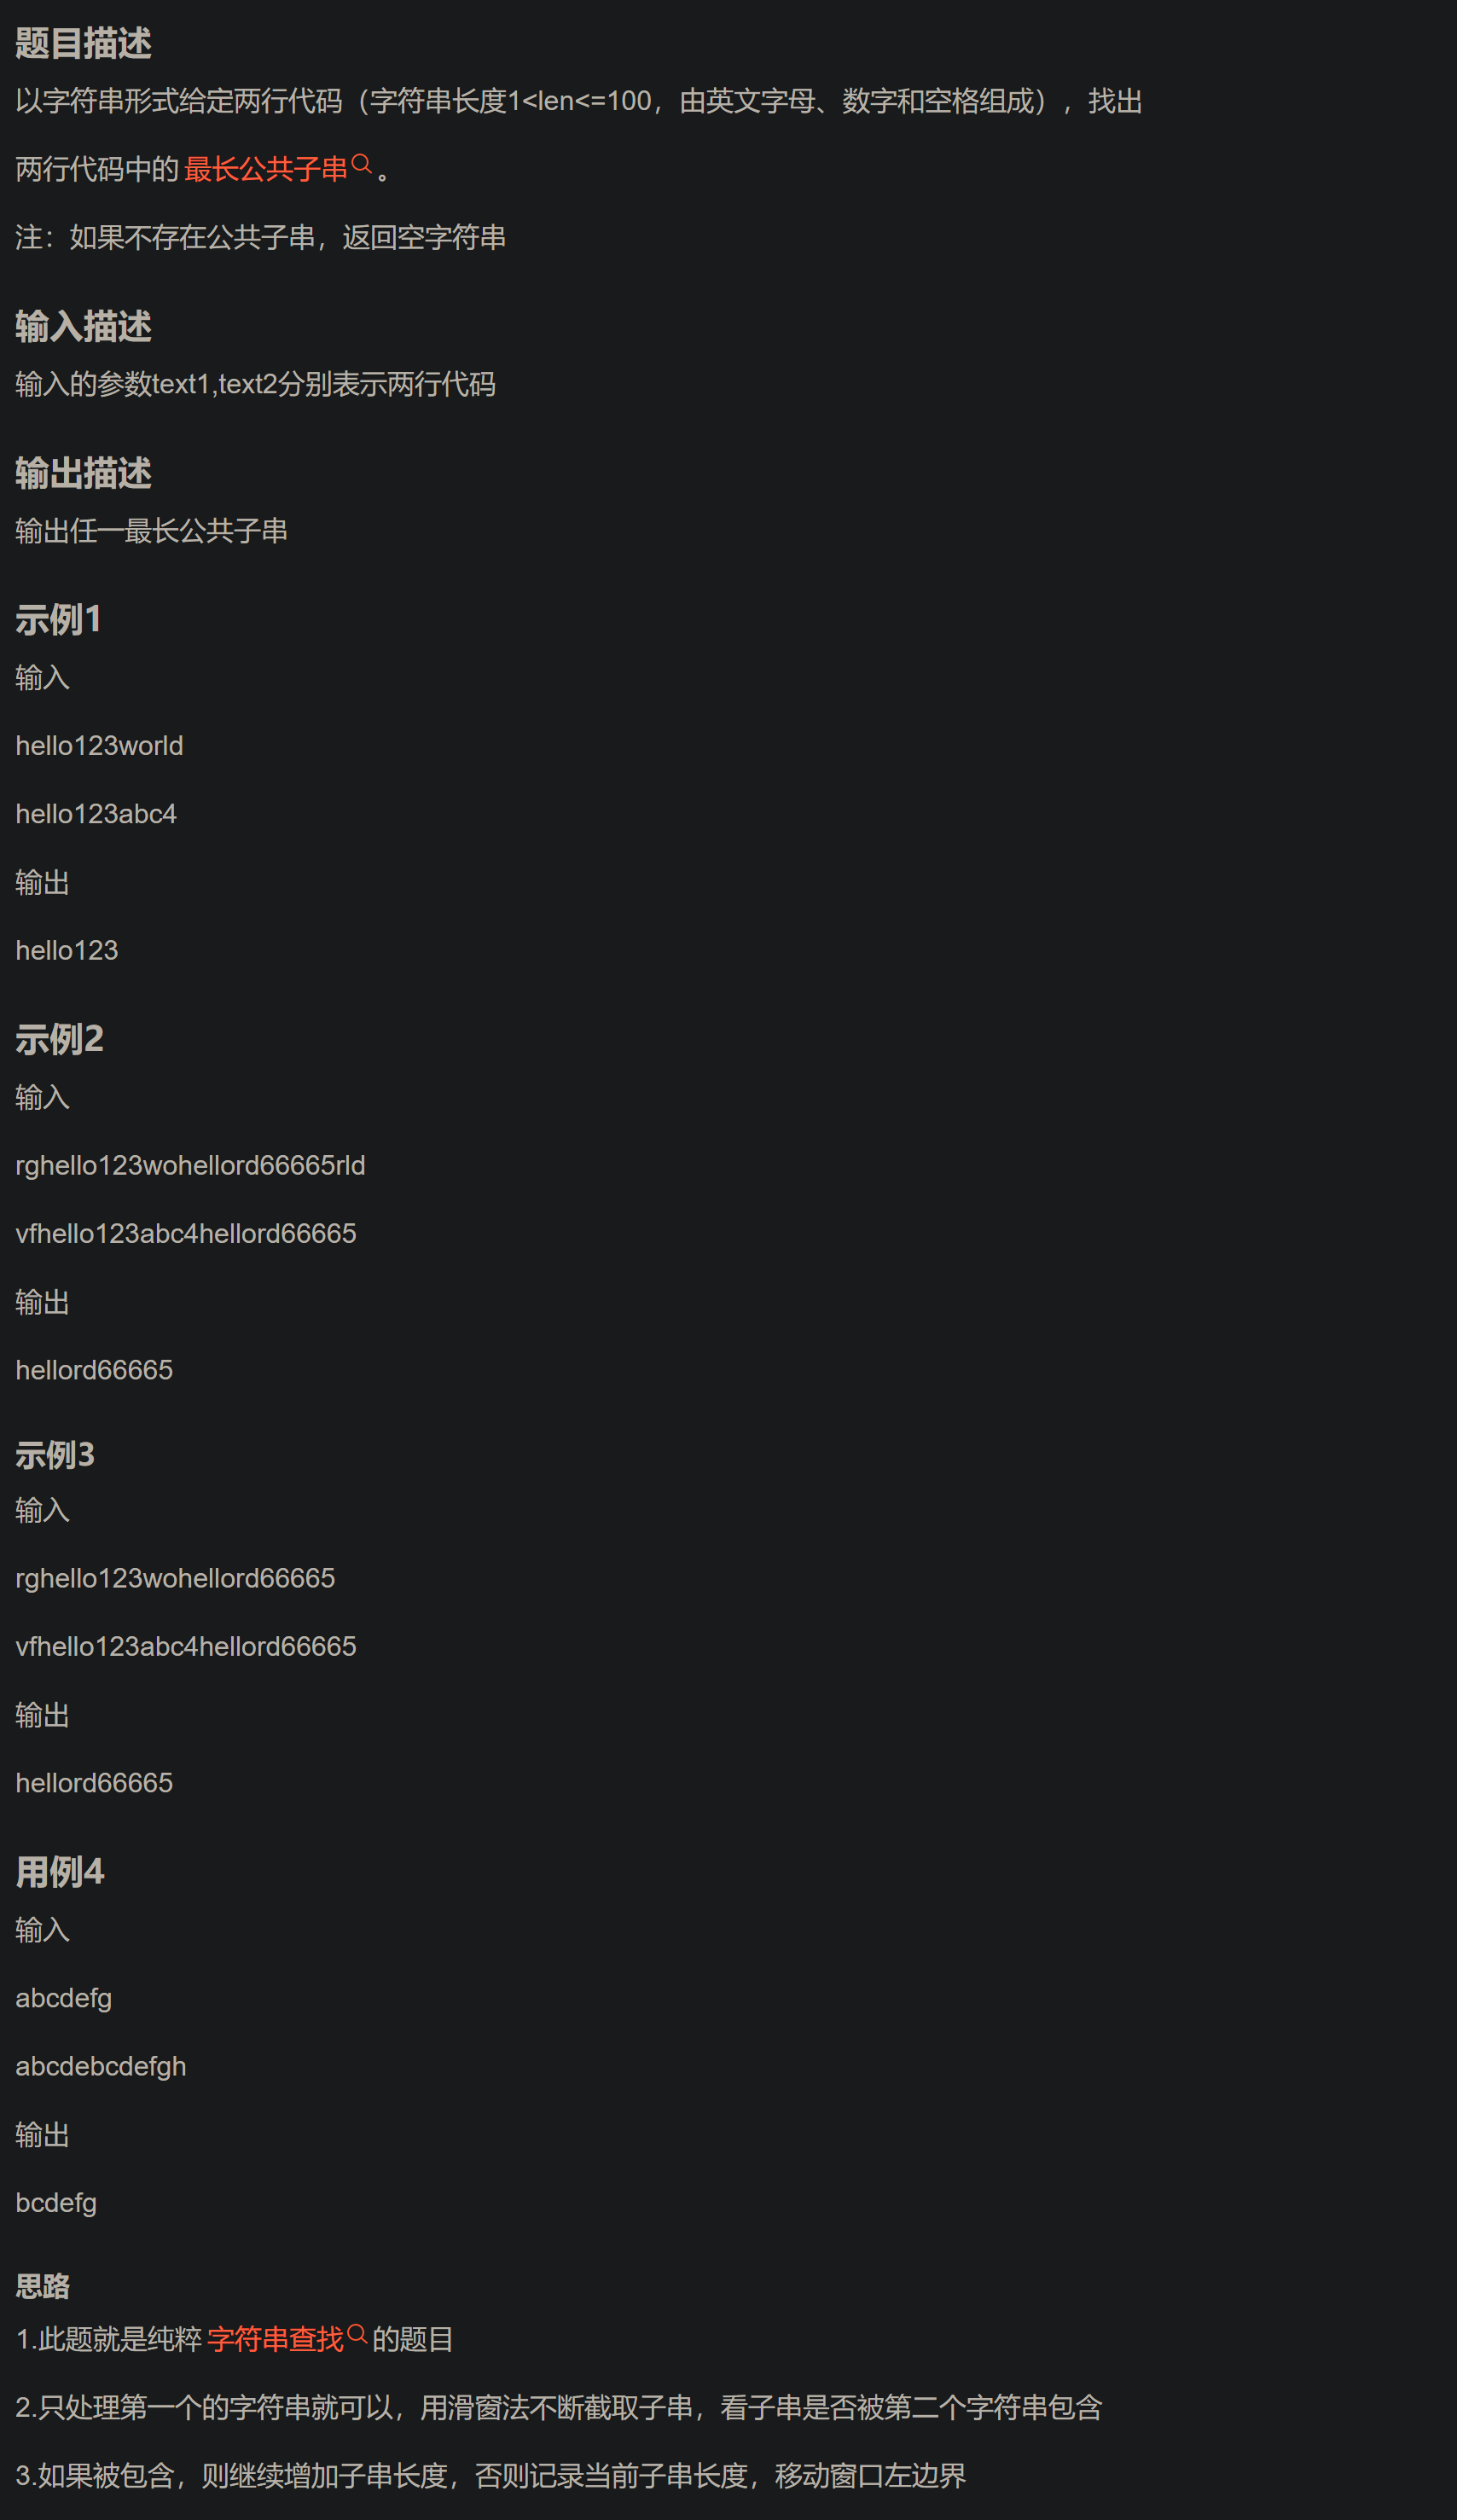 题目描述
以字符串形式给定两行代码（字符串长度1<len<=100，由英文字母、数字和空格组成），找出
两行代码中的 最长公共子串 。
注：如果不存在公共子串，返回空字符串
输入描述
输入的参数text1,text2分别表示两行代码
输出描述
输出任一最长公共子串
示例1
输入
hello123world
hello123abc4
输出
hello123
示例2
输入
rghello123wohellord66665rld
vfhello123abc4hellord66665
输出
hellord66665
示例3
输入
rghello123wohellord66665
vfhello123abc4hellord66665
输出
hellord66665
用例4
输入
abcdefg
abcdebcdefgh
输出
bcdefg
思路
1.此题就是纯粹 字符串查找 的题目
2.只处理第一个的字符串就可以，用滑窗法不断截取子串，看子串是否被第二个字符串包含
3.如果被包含，则继续增加子串长度，否则记录当前子串长度，移动窗口左边界